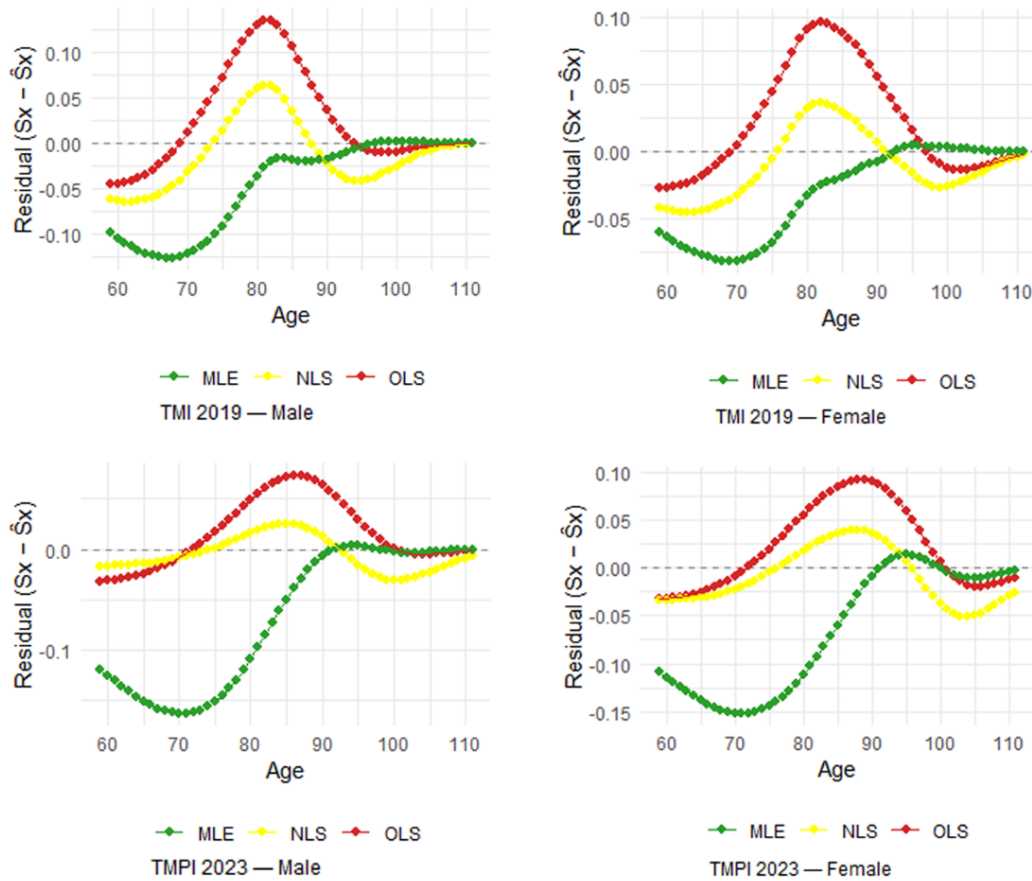 0.10
0.05
0.00
-0.05
-0.10
Residual (Sx − Ŝx)
60 70 80 90 100 110
Age
MLE NLS OLS
TMI 2019 — Male
0.10
0.05
0.00
-0.05
Residual (Sx − Ŝx)
60 70 80 90 100 110
Age
MLE NLS OLS
TMI 2019 — Female
0.0
-0.1
Residual (Sx − Ŝx)
60 70 80 90 100 110
Age
MLE NLS OLS
TMPI 2023 — Male
0.10
0.05
0.00
-0.05
-0.10
-0.15
Residual (Sx − Ŝx)
60 70 80 90 100 110
Age
MLE NLS OLS
TMPI 2023 — Female